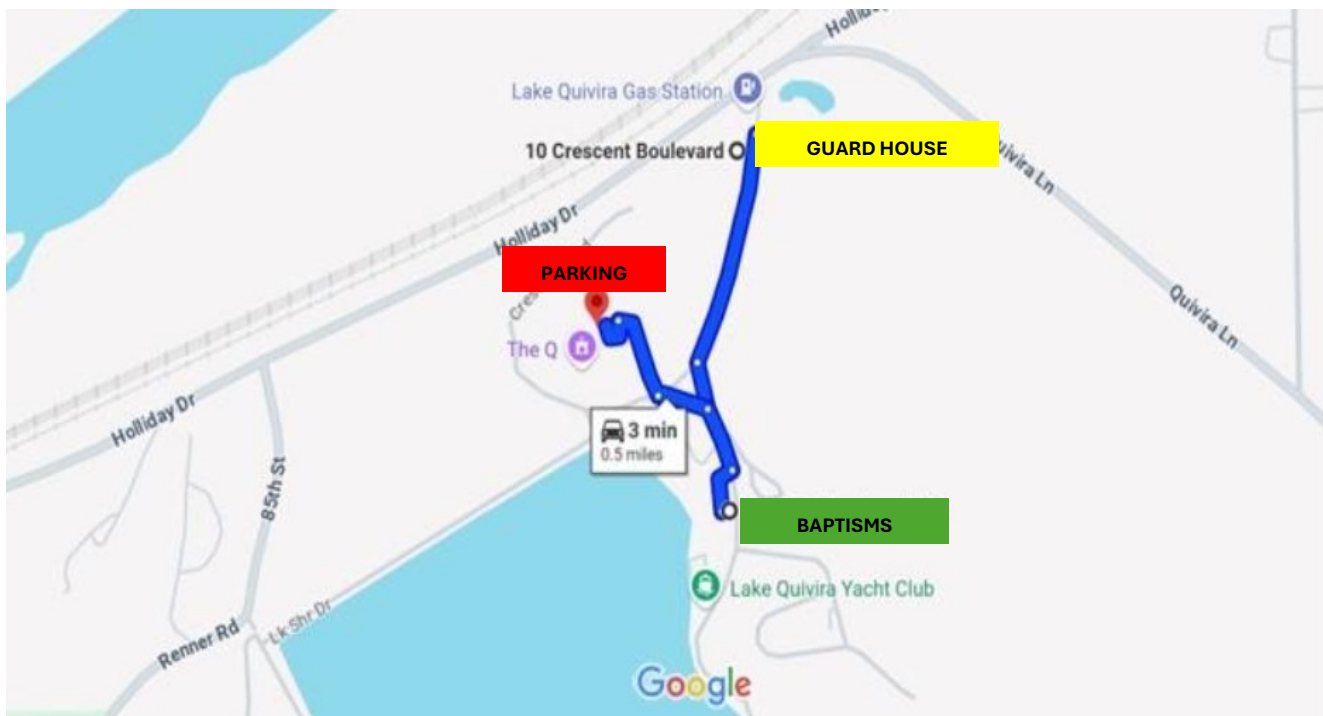 Holliday
Lake Quivira Gas Station
10 Crescent Boulevard
GUARD HOUSE
Quivira Ln
Holliday Dr
PARKING
The Q
Quivira Ln
Holliday Dr
3 min
0.5 miles
85th St
BAPTISMS
Lake Quivira Yacht Club
Lk Shr Dr
Renner Rd
Google